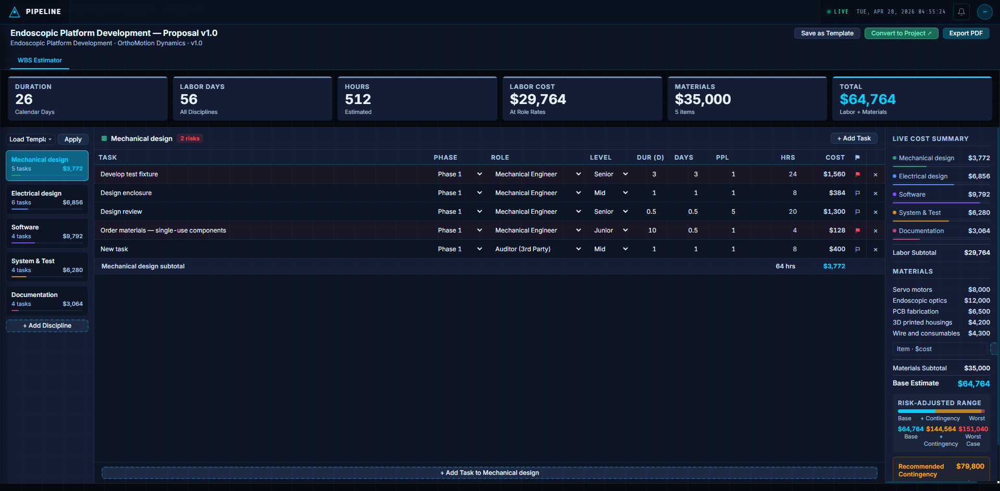 PIPELINE
LIVE TUE, APR 28, 2026 04:55:24
Endoscopic Platform Development — Proposal v1.0
Endoscopic Platform Development · OrthoMotion Dynamics · v1.0
Save as Template Convert to Project ↗ Export PDF
WBS Estimator
DURATION
26
Calendar Days
LABOR DAYS
56
All Disciplines
HOURS
512
Estimated
LABOR COST
$29,764
At Role Rates
MATERIALS
$35,000
5 items
TOTAL
$64,764
Labor + Materials
Load Templa Apply
Mechanical design
5 tasks $3,772
Electrical design
6 tasks $6,856
Software
4 tasks $9,792
System & Test
4 tasks $6,280
Documentation
4 tasks $3,064
+ Add Discipline
Mechanical design 2 risks + Add Task
TASK PHASE ROLE LEVEL DUR (D) DAYS PPL HRS COST
Develop test fixture Phase 1 Mechanical Engineer Senior 3 3 1 24 $1,560 ×
Design enclosure Phase 1 Mechanical Engineer Mid 1 1 1 8 $384 ×
Design review Phase 1 Mechanical Engineer Senior 0.5 0.5 5 20 $1,300 ×
Order materials — single-use components Phase 1 Mechanical Engineer Junior 10 0.5 1 4 $128 ×
New task Phase 1 Auditor (3rd Party) Mid 1 1 1 8 $400 ×
Mechanical design subtotal 64 hrs $3,772
+ Add Task to Mechanical design
LIVE COST SUMMARY
Mechanical design $3,772
Electrical design $6,856
Software $9,792
System & Test $6,280
Documentation $3,064
Labor Subtotal $29,764
MATERIALS
Servo motors $8,000
Endoscopic optics $12,000
PCB fabrication $6,500
3D printed housings $4,200
Wire and consumables $4,300
Item · $cost
Materials Subtotal $35,000
Base Estimate $64,764
RISK-ADJUSTED RANGE
Base + Contingency Worst
$64,764 $144,564 $151,040
Base + Contingency Worst Case
Recommended Contingency $79,800